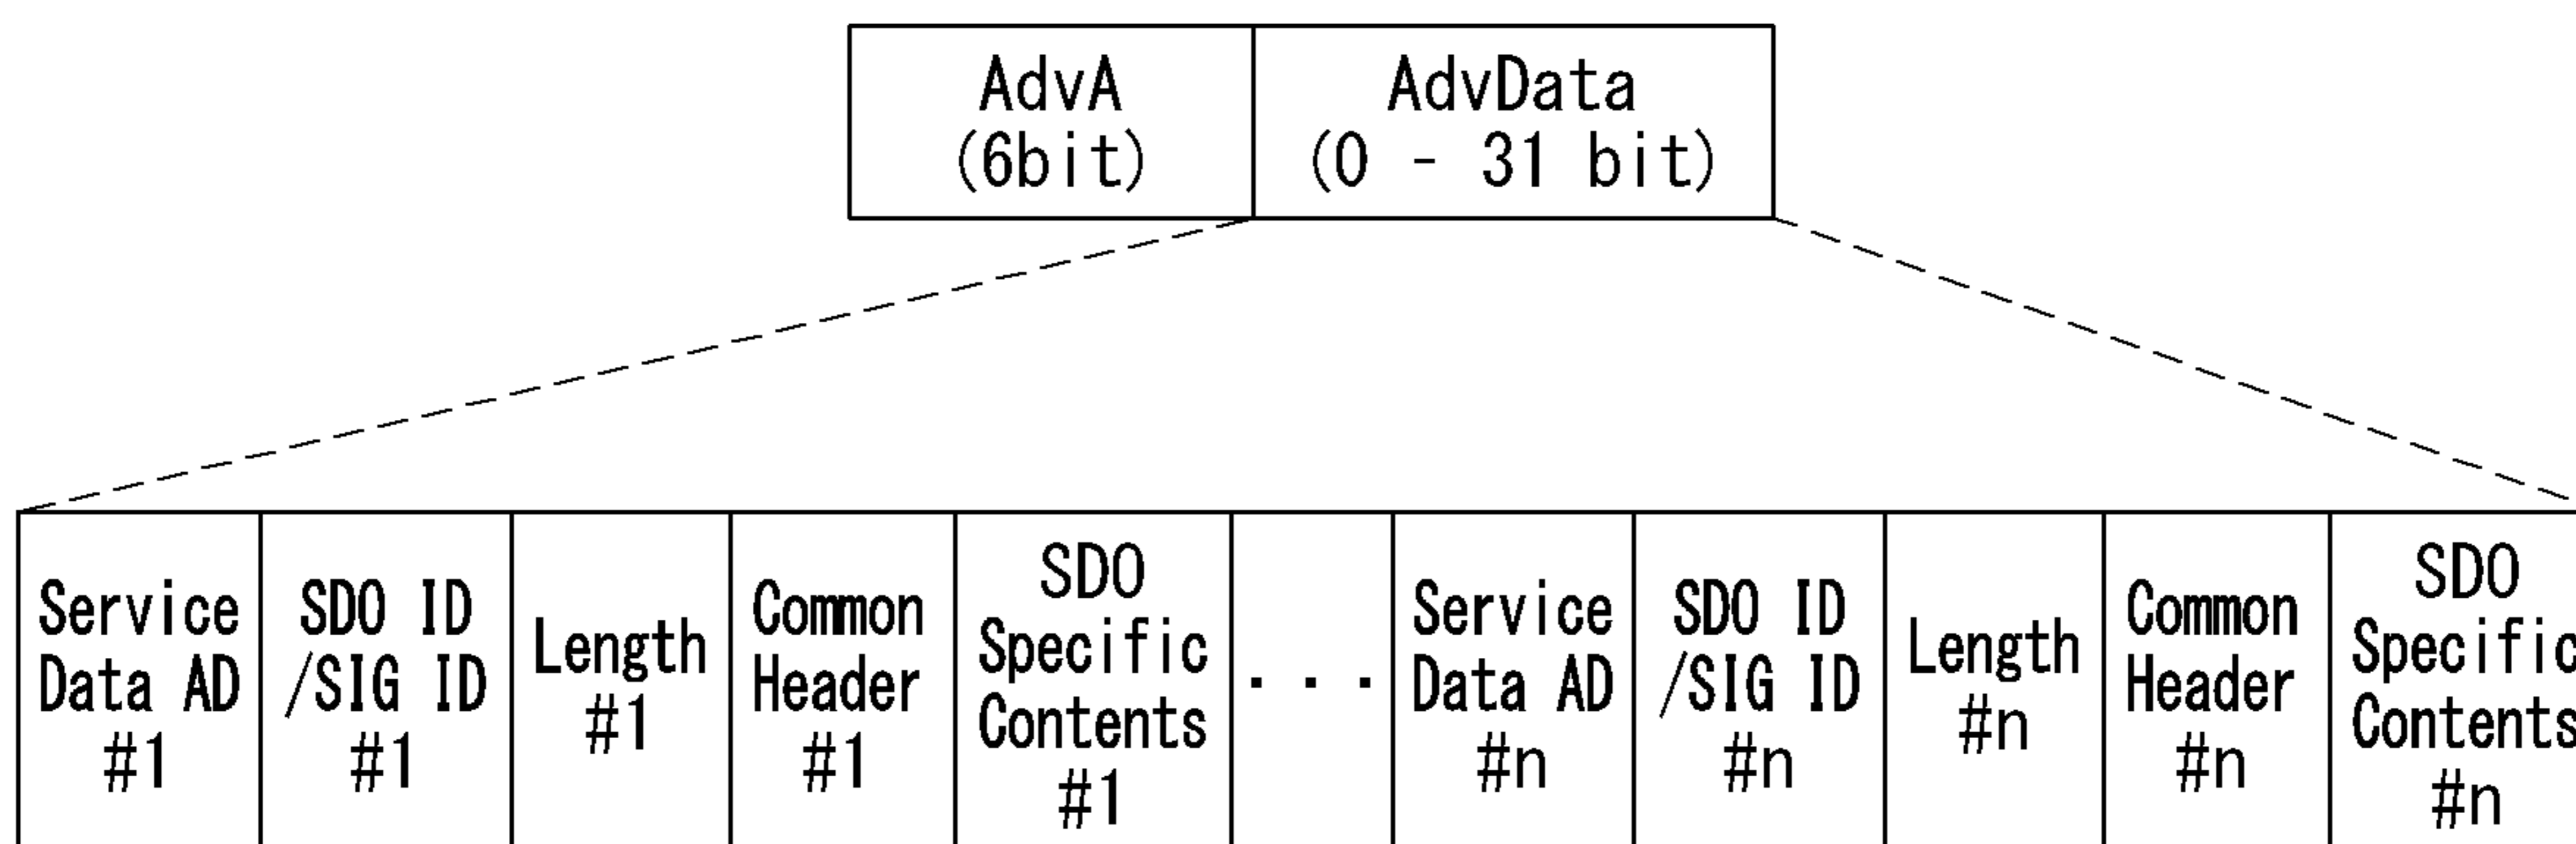 AdvA
(6bit)
AdvData
(0 - 31 bit)
Service
Data AD
#1
SDO ID
/SIG ID
#1
Length
#1
Common
Header
#1
SDO
Specific
Contents
#1
...
Service
Data AD
#n
SDO ID
/SIG ID
#n
Length
#n
Common
Header
#n
SDO
Specific
Contents
#n